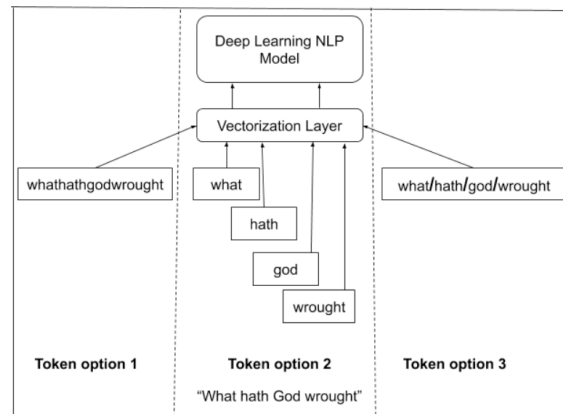 Deep Learning NLP
Model
Vectorization Layer
whathathgodwrought
what
what/hath/god/wrought
hath
god
wrought
Token option 1
Token option 2
Token option 3
“What hath God wrought”